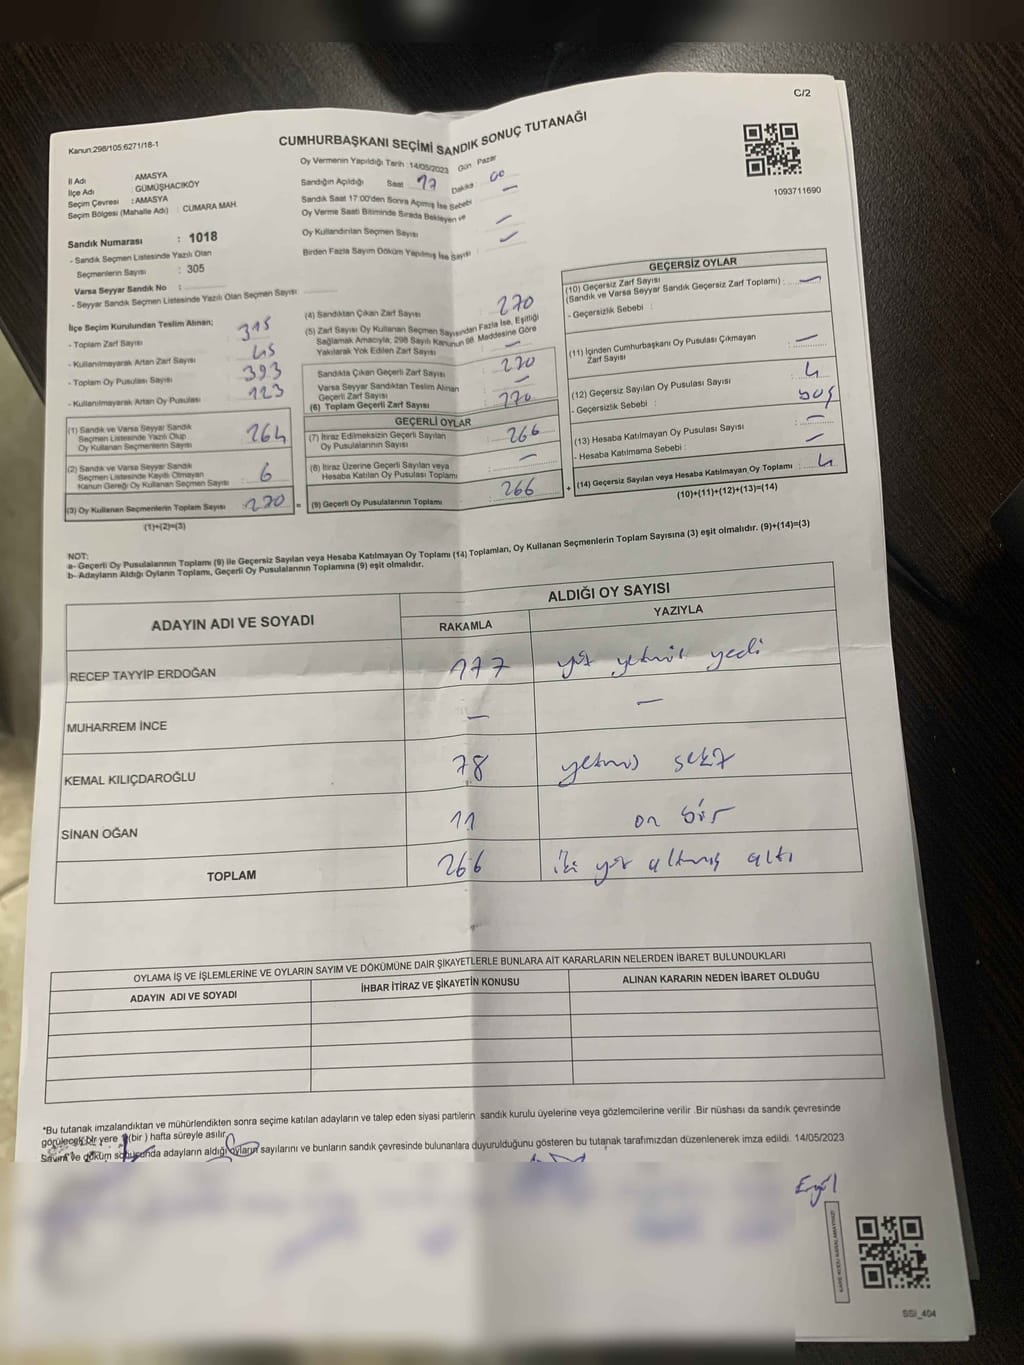 C/2
Kanun:298/105;6271/18-1
CUMHURBAŞKANI SEÇİMİ SANDIK SONUÇ TUTANAĞI
1093711690
İl Adı : AMASYA
İlçe Adı : GÜMÜŞHACIKÖY
Seçim Çevresi : AMASYA
Seçim Bölgesi (Mahalle Adı) : CUMARA MAH.
Sandık Numarası : 1018
- Sandık Seçmen Listesinde Yazılı Olan
Seçmenlerin Sayısı : 305
Varsa Seyyar Sandık No :
- Seyyar Sandık Seçmen Listesinde Yazılı Olan Seçmen Sayısı
Oy Vermenin Yapıldığı Tarih : 14/05/2023 Gün Pazar
Sandığın Açıldığı Saat 17 Dakika : 00
Sandık Saat 17:00'den Sonra Açılmış İse Sebebi : —
Oy Verme Saati Bitiminde Sırada Bekleyen ve
Oy Kullandırılan Seçmen Sayısı : —
Birden Fazla Sayım Döküm Yapılmış İse Sayısı : —
İlçe Seçim Kurulundan Teslim Alınan;
- Toplam Zarf Sayısı : 315
- Kullanılmayarak Artan Zarf Sayısı : 45
- Toplam Oy Pusulası Sayısı : 393
- Kullanılmayarak Artan Oy Pusulası : 123
(1) Sandık ve Varsa Seyyar Sandık
Seçmen Listesinde Yazılı Olup
Oy Kullanan Seçmenlerin Sayısı : 264
(2) Sandık ve Varsa Seyyar Sandık
Seçmen Listesinde Kayıtlı Olmayan
Kanun Gereği Oy Kullanan Seçmen Sayısı : 6
(3) Oy Kullanan Seçmenlerin Toplam Sayısı : 270
(1)+(2)=(3)
(4) Sandıktan Çıkan Zarf Sayısı : 270
(5) Zarf Sayısı Oy Kullanan Seçmen Sayısından Fazla İse, Eşitliği
Sağlamak Amacıyla; 298 Sayılı Kanunun 98. Maddesine Göre
Yakılarak Yok Edilen Zarf Sayısı : —
Sandıkta Çıkan Geçerli Zarf Sayısı : 270
Varsa Seyyar Sandıktan Teslim Alınan
Geçerli Zarf Sayısı : —
(6) Toplam Geçerli Zarf Sayısı : 270
GEÇERLİ OYLAR
(7) İtiraz Edilmeksizin Geçerli Sayılan
Oy Pusulalarının Sayısı : 266
(8) İtiraz Üzerine Geçerli Sayılan veya
Hesaba Katılan Oy Pusulası Toplamı : —
(9) Geçerli Oy Pusulalarının Toplamı : 266
GEÇERSİZ OYLAR
(10) Geçersiz Zarf Sayısı
(Sandık ve Varsa Seyyar Sandık Geçersiz Zarf Toplamı) : —
- Geçersizlik Sebebi :
(11) İçinden Cumhurbaşkanı Oy Pusulası Çıkmayan
Zarf Sayısı : —
(12) Geçersiz Sayılan Oy Pusulası Sayısı : 4
- Geçersizlik Sebebi : boş
(13) Hesaba Katılmayan Oy Pusulası Sayısı : —
- Hesaba Katılmama Sebebi : —
(14) Geçersiz Sayılan veya Hesaba Katılmayan Oy Toplamı : 4
(10)+(11)+(12)+(13)=(14)
NOT:
a- Geçerli Oy Pusulalarının Toplamı (9) ile Geçersiz Sayılan veya Hesaba Katılmayan Oy Toplamı (14) Toplamları, Oy Kullanan Seçmenlerin Toplam Sayısına (3) eşit olmalıdır. (9)+(14)=(3)
b- Adayların Aldığı Oyların Toplamı, Geçerli Oy Pusulalarının Toplamına (9) eşit olmalıdır.
ADAYIN ADI VE SOYADI ALDIĞI OY SAYISI
RAKAMLA YAZIYLA
RECEP TAYYİP ERDOĞAN 177 yüz yetmiş yedi
MUHARREM İNCE — —
KEMAL KILIÇDAROĞLU 78 yetmiş sekiz
SİNAN OĞAN 11 on bir
TOPLAM 266 iki yüz altmış altı
OYLAMA İŞ VE İŞLEMLERİNE VE OYLARIN SAYIM VE DÖKÜMÜNE DAİR ŞİKAYETLERLE BUNLARA AİT KARARLARIN NELERDEN İBARET BULUNDUKLARI
ADAYIN ADI VE SOYADI İHBAR İTİRAZ VE ŞİKAYETİN KONUSU ALINAN KARARIN NEDEN İBARET OLDUĞU
*Bu tutanak imzalandıktan ve mühürlendikten sonra seçime katılan adayların ve talep eden siyasi partilerin sandık kurulu üyelerine veya gözlemcilerine verilir .Bir nüshası da sandık çevresinde
görülecek bir yere 1 (bir ) hafta süreyle asılır.
Sayım ve döküm sonucunda adayların aldığı oyların sayılarını ve bunların sandık çevresinde bulunanlara duyurulduğunu gösteren bu tutanak tarafımızdan düzenlenerek imza edildi. 14/05/2023
SSI_404